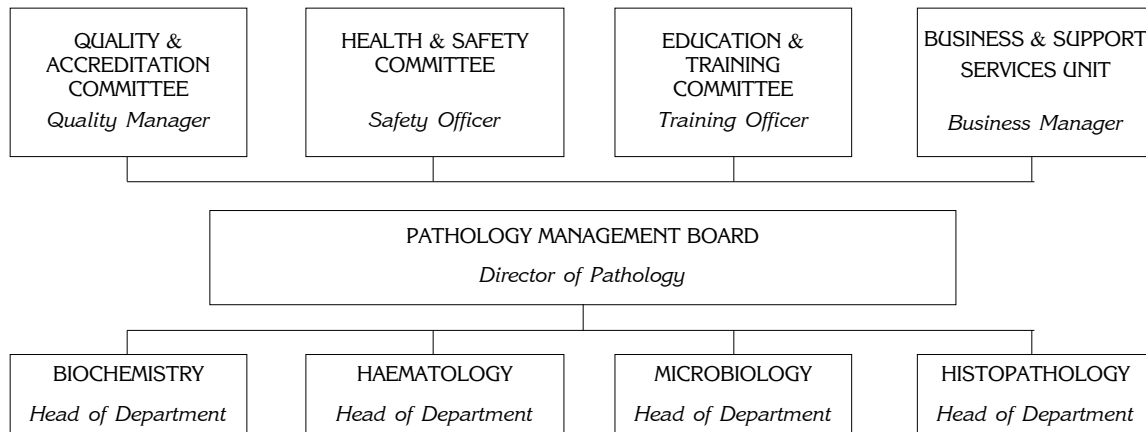 QUALITY &
ACCREDITATION
COMMITTEE
Quality Manager
HEALTH & SAFETY
COMMITTEE
Safety Officer
EDUCATION &
TRAINING
COMMITTEE
Training Officer
BUSINESS & SUPPORT
SERVICES UNIT
Business Manager
PATHOLOGY MANAGEMENT BOARD
Director of Pathology
BIOCHEMISTRY
Head of Department
HAEMATOLOGY
Head of Department
MICROBIOLOGY
Head of Department
HISTOPATHOLOGY
Head of Department